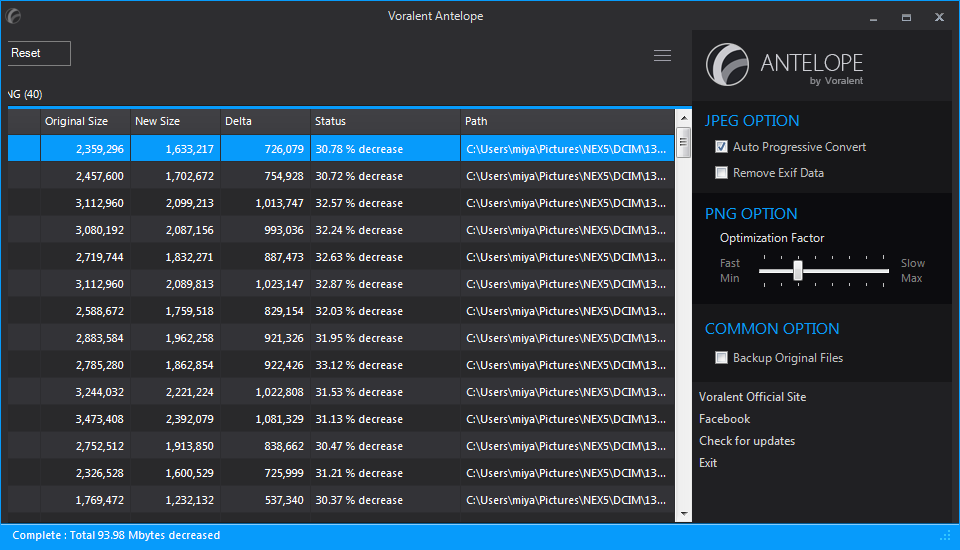 Voralent Antelope
Reset
NG (40)
Original Size New Size Delta Status Path
2,359,296 1,633,217 726,079 30.78 % decrease C:\Users\miya\Pictures\NEX5\DCIM\13...
2,457,600 1,702,672 754,928 30.72 % decrease C:\Users\miya\Pictures\NEX5\DCIM\13...
3,112,960 2,099,213 1,013,747 32.57 % decrease C:\Users\miya\Pictures\NEX5\DCIM\13...
3,080,192 2,087,156 993,036 32.24 % decrease C:\Users\miya\Pictures\NEX5\DCIM\13...
2,719,744 1,832,271 887,473 32.63 % decrease C:\Users\miya\Pictures\NEX5\DCIM\13...
3,112,960 2,089,813 1,023,147 32.87 % decrease C:\Users\miya\Pictures\NEX5\DCIM\13...
2,588,672 1,759,518 829,154 32.03 % decrease C:\Users\miya\Pictures\NEX5\DCIM\13...
2,883,584 1,962,258 921,326 31.95 % decrease C:\Users\miya\Pictures\NEX5\DCIM\13...
2,785,280 1,862,854 922,426 33.12 % decrease C:\Users\miya\Pictures\NEX5\DCIM\13...
3,244,032 2,221,224 1,022,808 31.53 % decrease C:\Users\miya\Pictures\NEX5\DCIM\13...
3,473,408 2,392,079 1,081,329 31.13 % decrease C:\Users\miya\Pictures\NEX5\DCIM\13...
2,752,512 1,913,850 838,662 30.47 % decrease C:\Users\miya\Pictures\NEX5\DCIM\13...
2,326,528 1,600,529 725,999 31.21 % decrease C:\Users\miya\Pictures\NEX5\DCIM\13...
1,769,472 1,232,132 537,340 30.37 % decrease C:\Users\miya\Pictures\NEX5\DCIM\13...
ANTELOPE
by Voralent
JPEG OPTION
Auto Progressive Convert
Remove Exif Data
PNG OPTION
Optimization Factor
Fast Slow
Min Max
COMMON OPTION
Backup Original Files
Voralent Official Site
Facebook
Check for updates
Exit
Complete : Total 93.98 Mbytes decreased